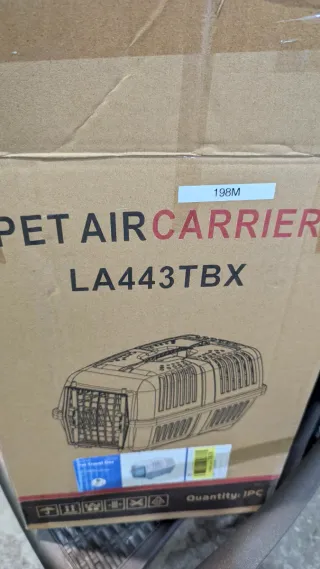 198M
PET AIR CARRIER
LA443TBX
Quantity: 1PC